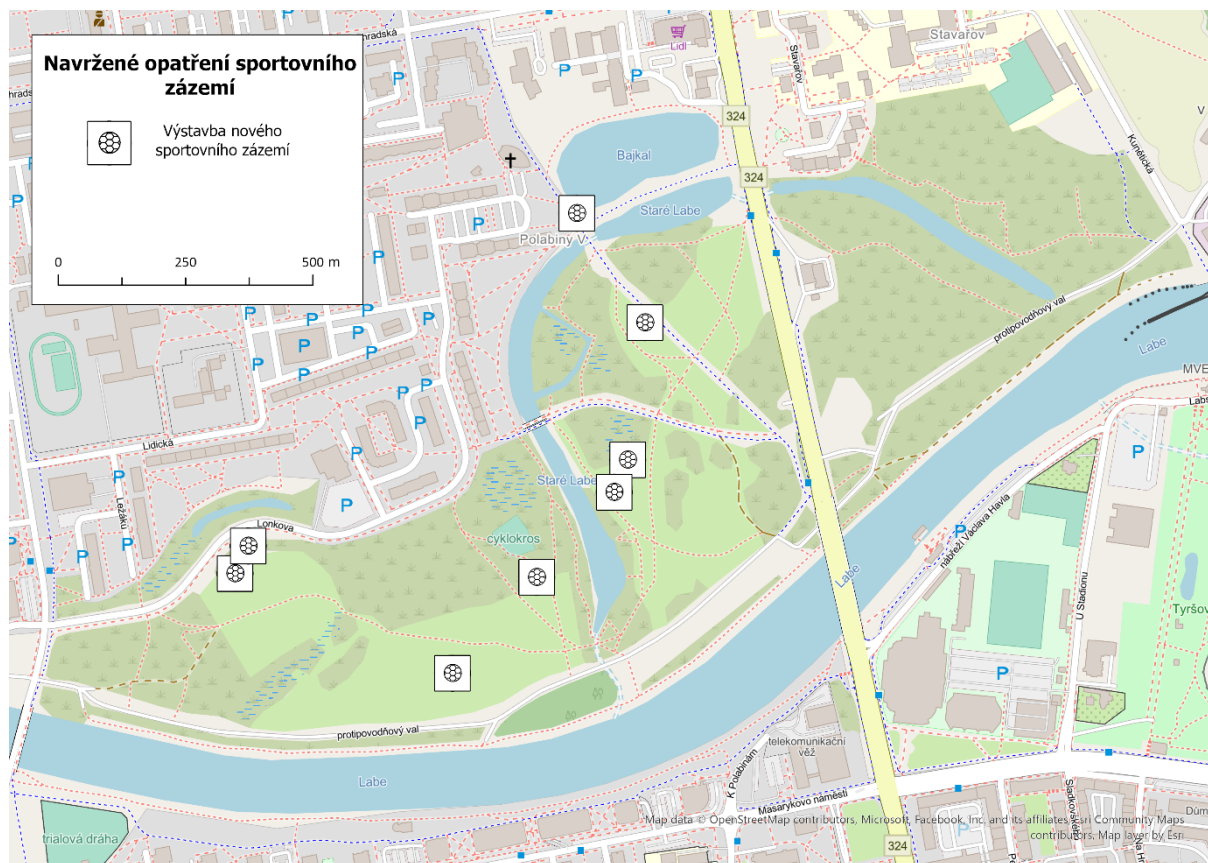 Navržené opatření sportovního
zázemí
Výstavba nového
sportovního zázemí
0 250 500 m
Lidl
Stavařov
Stavařov
324
Bajkal
Kunětická
324
Staré Labe
Polabiny V
protipovodňový val
Labe
MVE
Lidická
Ležáků
Staré Labe
Lonkova
cyklokros
nábřeží Václava Havla
Labe
U Stadionu
protipovodňový val
telekomunikační
věž
Labe
K Polabinám
Masarykovo náměstí
trialová dráha
324
Map data © OpenStreetMap contributors, Microsoft, Facebook, Inc. and its affiliates, Esri Community Maps
contributors, Map layer by Esri